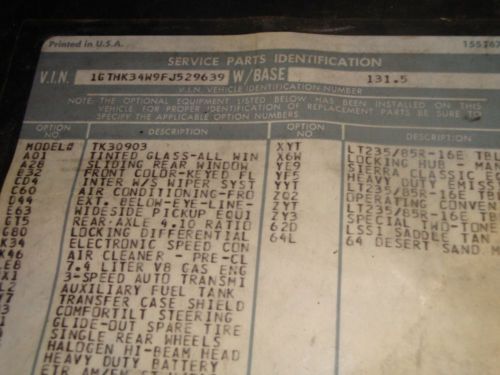 Printed in U.S.A.
SERVICE PARTS IDENTIFICATION
V.I.N. 1GTHK34W9FJ529639 W/BASE 131.5
V.I.N. VEHICLE IDENTIFICATION NUMBER
NOTE: THE OPTIONAL EQUIPMENT LISTED BELOW HAS BEEN INSTALLED ON THIS
VEHICLE FOR PROPER IDENTIFICATION OF REPLACEMENT PARTS BE SURE TO
SPECIFY THE APPLICABLE OPTION NUMBERS
OPTION NO DESCRIPTION OPTION NO DESCRIPTION
MODEL# TK30903 XYT LT235/85R-16E TBL
A01 TINTED GLASS-ALL WIN X6W LOCKING HUB - MAN
A28 SLIDING REAR WINDOW YE9 SIERRA CLASSIC EQ
B32 FRONT COLOR-KEYED FL YF5 HEAVY DUTY EMISS
CD4 INTER W/S WIPER SYST YYT LT235/85R-16E TB
C60 AIR CONDITIONING-FRO ZQ2 OPERATING CONVEN
D44 EXT. BELOW-EYE-LINE YYT LT235/85R-16E TB
E63 WIDESIDE PICKUP EQUI ZY3 SPECIAL TWO-TONE
GT5 REAR-AXLE 4.10 RATIO 62D LSS1 SADDLE TAN
G80 LOCKING DIFFERENTIAL 64L 64 DESERT SAND M
K34 ELECTRONIC SPEED CON
K46 AIR CLEANER - PRE-CL
LE8 7.4 LITER V8 GAS ENG
3-SPEED AUTO TRANSMI
AUXILIARY FUEL TANK
TRANSFER CASE SHIELD
COMFORTILT STEERING
GLIDE-OUT SPARE TIRE
SINGLE REAR WHEELS
HALOGEN HI-BEAM HEAD
HEAVY DUTY BATTERY